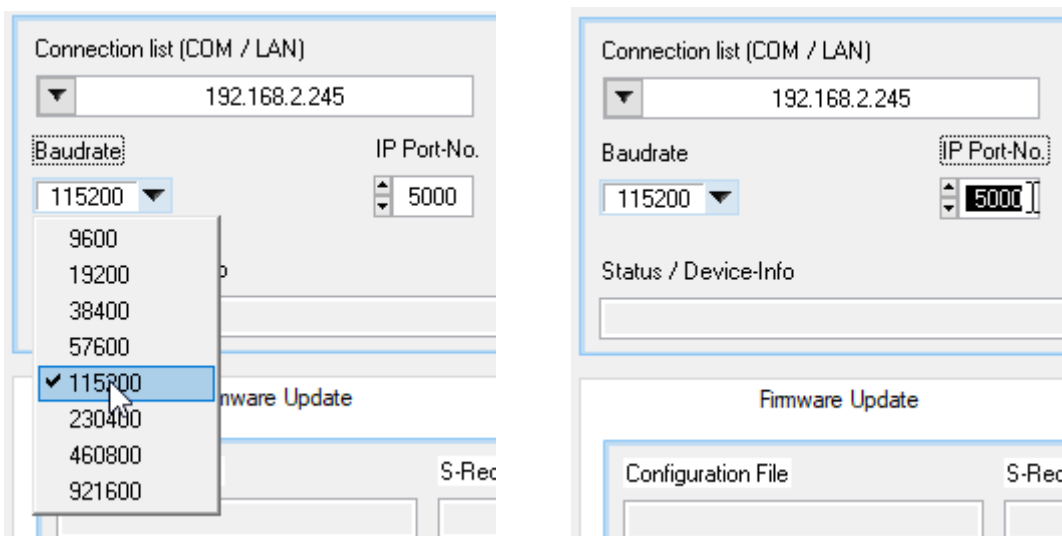 Connection list (COM / LAN)
192.168.2.245
Baudrate
IP Port-No.
115200
5000
9600
19200
38400
57600
115200
230400
460800
921600
nware Update
S-Rec
Connection list (COM / LAN)
192.168.2.245
Baudrate
IP Port-No.
115200
5000
Status / Device-Info
Firmware Update
Configuration File
S-Rec